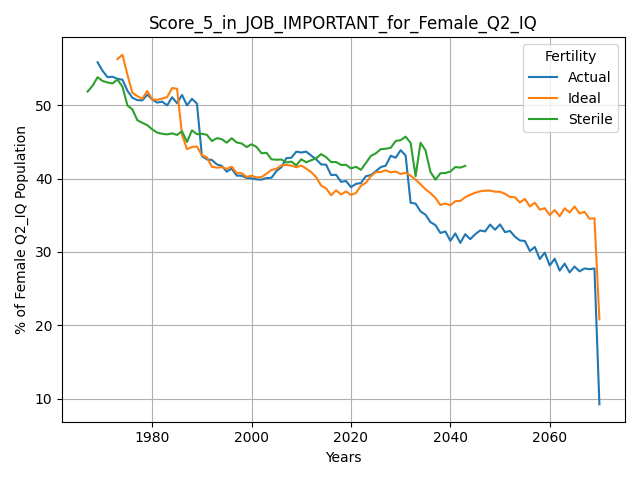 Score_5_in_JOB_IMPORTANT_for_Female_Q2_IQ
Fertility
Actual
Ideal
Sterile
% of Female Q2_IQ Population
50
40
30
20
10
1980
2000
2020
2040
2060
Years